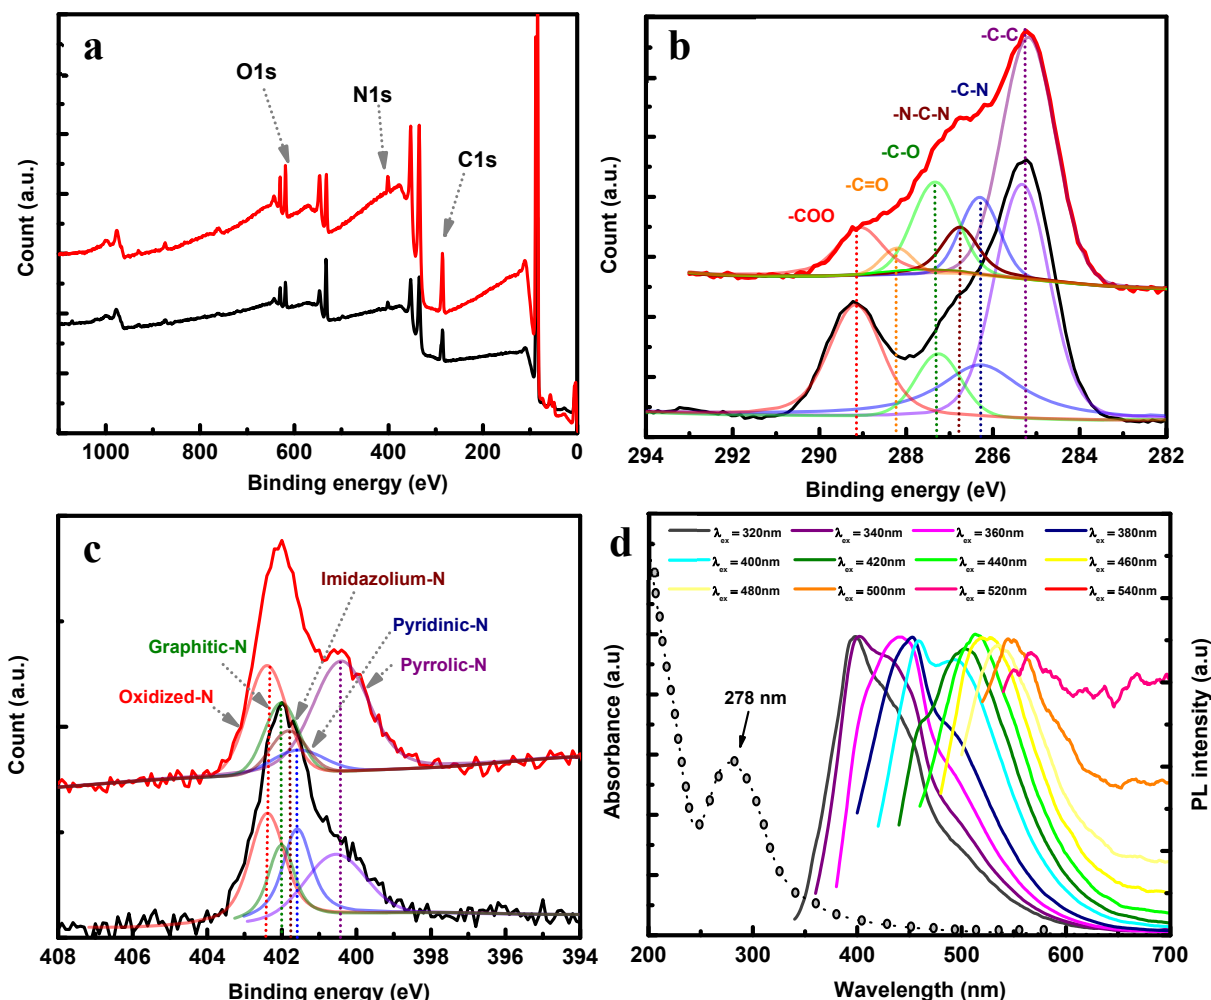 a
O1s
N1s
C1s
Count (a.u.)
1000 800 600 400 200 0
Binding energy (eV)
b
-C-C-
-C-N
-N-C-N
-C-O
-C=O
-COO
Count (a.u.)
294 292 290 288 286 284 282
Binding energy (eV)
c
Imidazolium-N
Graphitic-N
Pyridinic-N
Pyrrolic-N
Oxidized-N
Count (a.u.)
408 406 404 402 400 398 396 394
Binding energy (eV)
d
λex = 320nm λex = 340nm λex = 360nm λex = 380nm
λex = 400nm λex = 420nm λex = 440nm λex = 460nm
λex = 480nm λex = 500nm λex = 520nm λex = 540nm
278 nm
Absorbance (a.u)
PL intensity (a.u
200 300 400 500 600 700
Wavelength (nm)